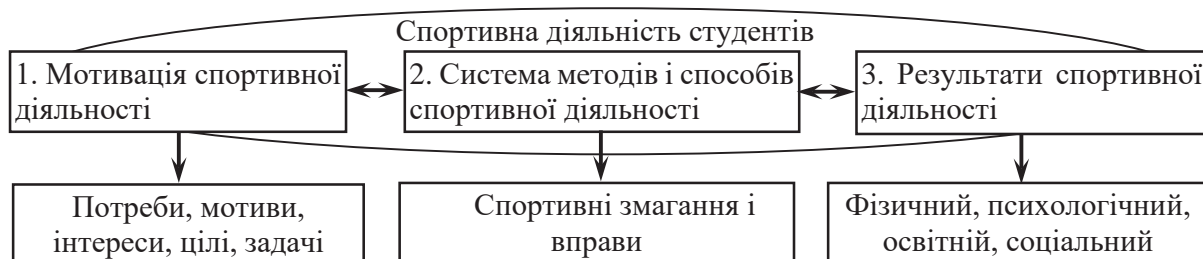 Спортивна діяльність студентів
1. Мотивація спортивної
діяльності
2. Система методів і способів
спортивної діяльності
3. Результати спортивної
діяльності
Потреби, мотиви,
інтереси, цілі, задачі
Спортивні змагання і
вправи
Фізичний, психологічний,
освітній, соціальний